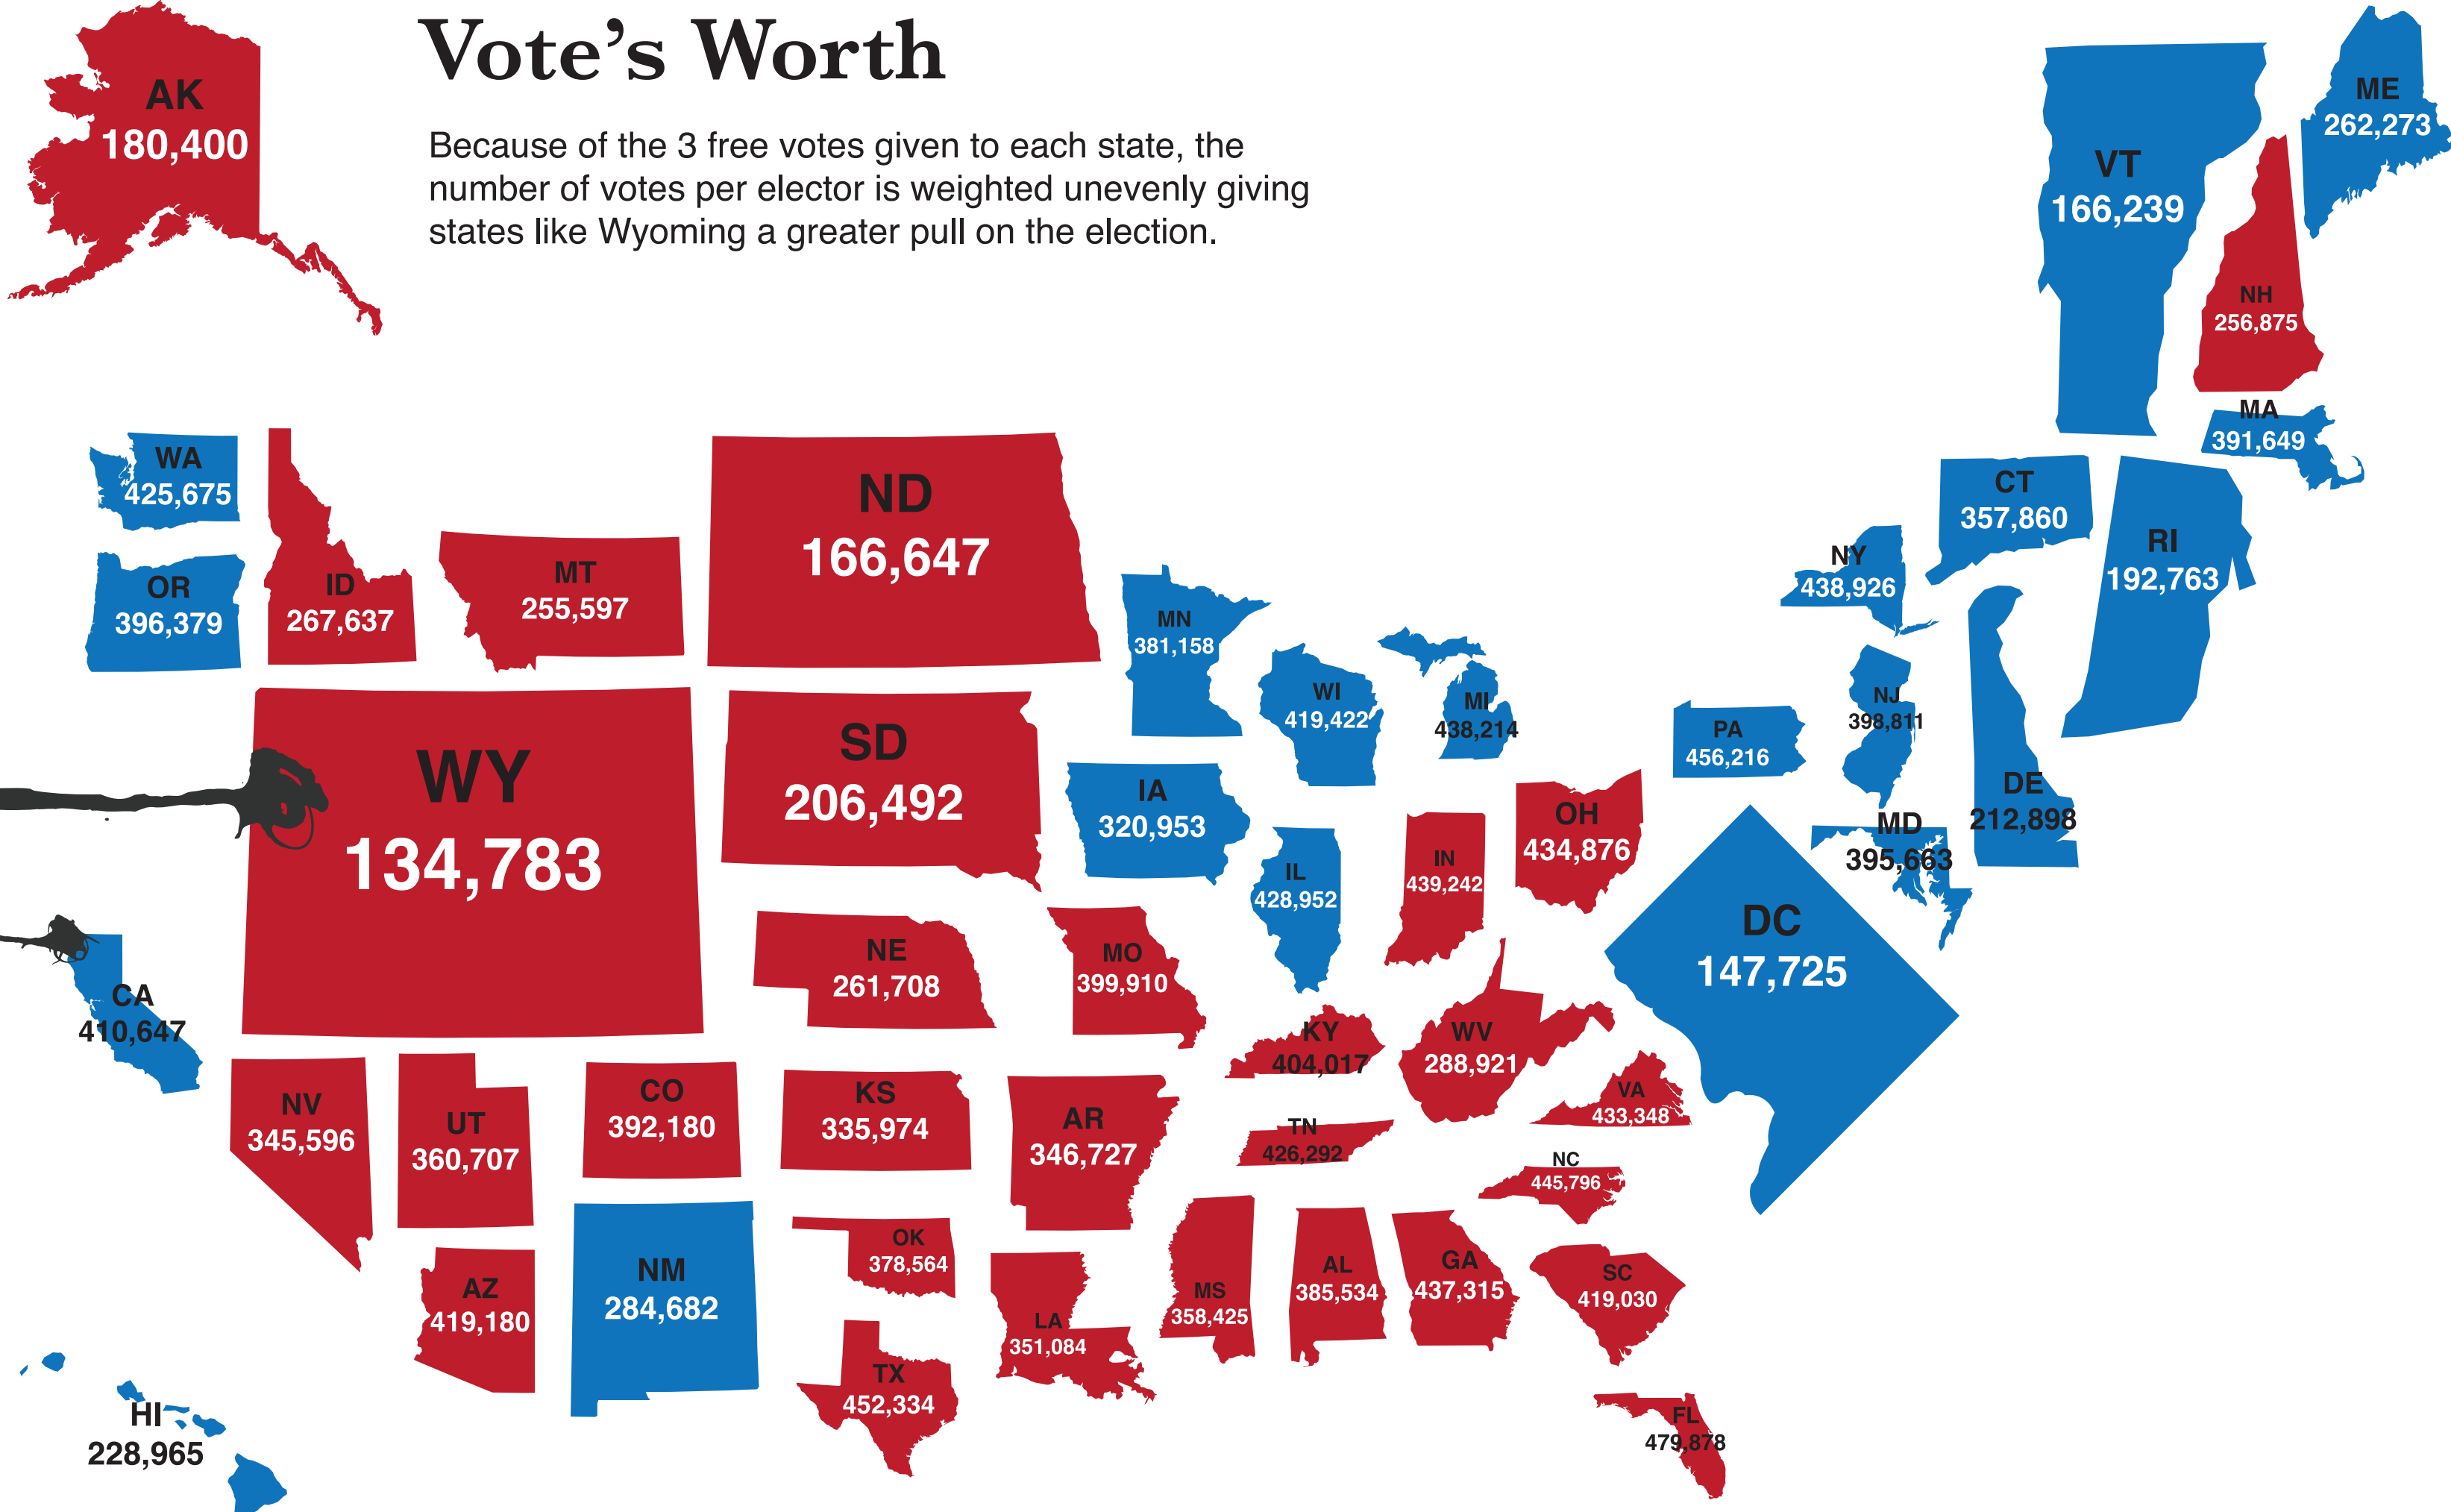 Vote's Worth
Because of the 3 free votes given to each state, the
number of votes per elector is weighted unevenly giving
states like Wyoming a greater pull on the election.
AK
180,400
VT
166,239
ME
262,273
NH
256,875
MA
391,649
WA
425,675
OR
396,379
ID
267,637
MT
255,597
ND
166,647
MN
381,158
WI
419,422
MI
438,214
NY
438,926
CT
357,860
RI
192,763
PA
456,216
NJ
398,811
DE
212,898
MD
395,663
WY
134,783
SD
206,492
IA
320,953
IL
428,952
IN
439,242
OH
434,876
DC
147,725
CA
410,647
NE
261,708
MO
399,910
KY
404,017
WV
288,921
VA
433,348
NV
345,596
UT
360,707
CO
392,180
KS
335,974
AR
346,727
TN
426,292
NC
445,796
AZ
419,180
NM
284,682
OK
378,564
TX
452,334
LA
351,084
MS
358,425
AL
385,534
GA
437,315
SC
419,030
FL
479,878
HI
228,965